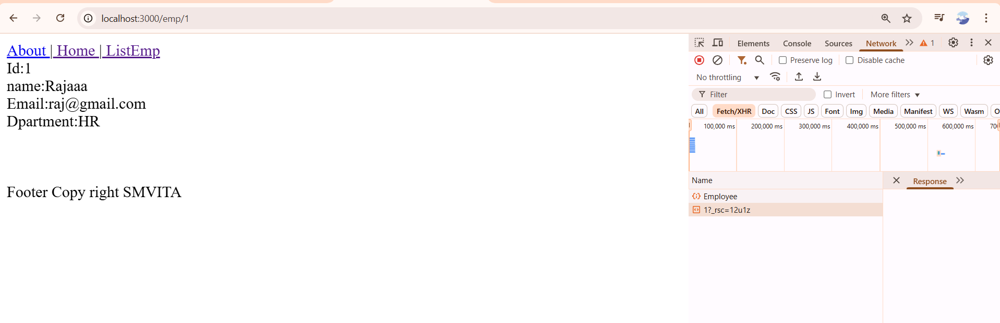 localhost:3000/emp/1
About | Home | ListEmp
Id:1
name:Rajaaa
Email:raj@gmail.com
Dpartment:HR
Footer Copy right SMVITA
Elements Console Sources Network 1
Preserve log Disable cache
No throttling
Filter Invert More filters
All Fetch/XHR Doc CSS JS Font Img Media Manifest WS Wasm O
100,000 ms 200,000 ms 300,000 ms 400,000 ms 500,000 ms 600,000 ms 70
Name Response
Employee
1?_rsc=12u1z